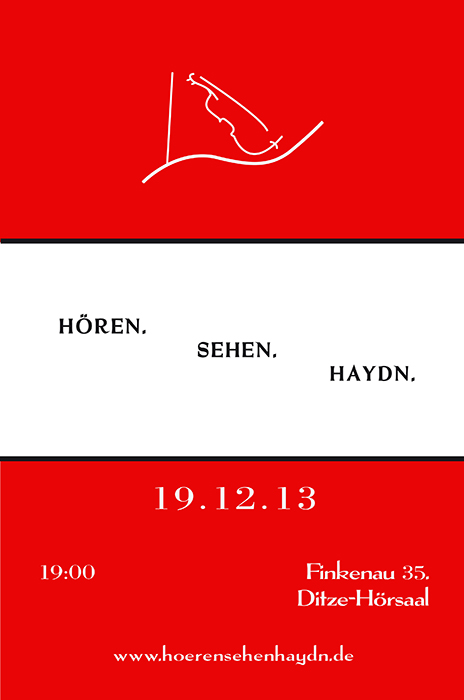 HÖREN.
SEHEN.
HAYDN.
19.12.13
19:00
Finkenau 35.
Ditze-Hörsaal
www.hoerensehenhaydn.de